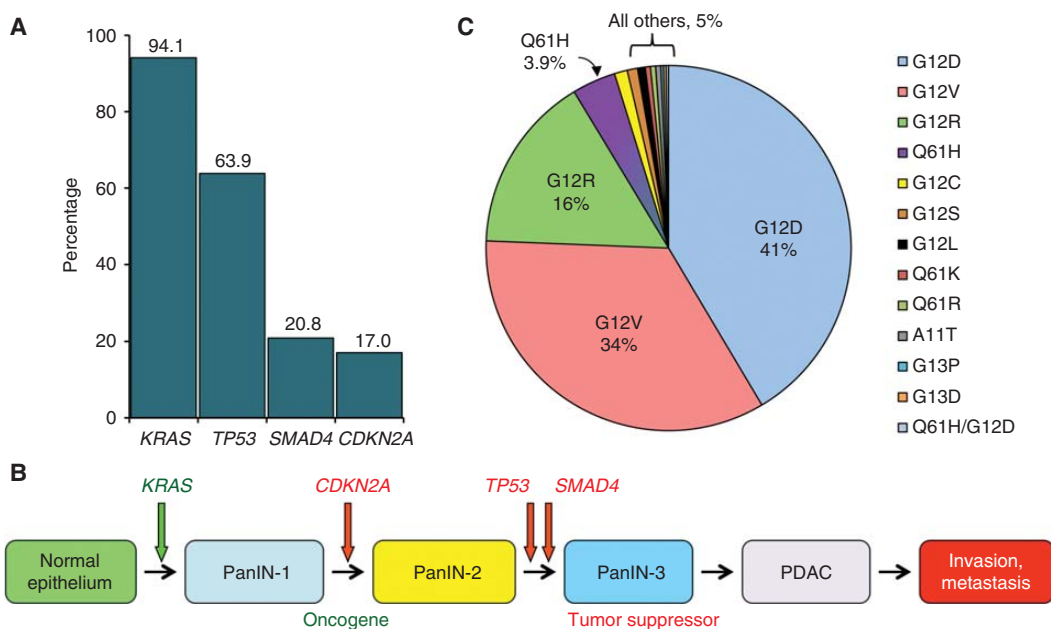 A
Percentage
100
80
60
40
20
0
94.1
63.9
20.8
17.0
KRAS TP53 SMAD4 CDKN2A
C
All others, 5%
Q61H
3.9%
G12R
16%
G12D
41%
G12V
34%
G12D
G12V
G12R
Q61H
G12C
G12S
G12L
Q61K
Q61R
A11T
G13P
G13D
Q61H/G12D
B
KRAS CDKN2A TP53 SMAD4
Normal
epithelium
PanIN-1
PanIN-2
PanIN-3
PDAC
Invasion,
metastasis
Oncogene Tumor suppressor